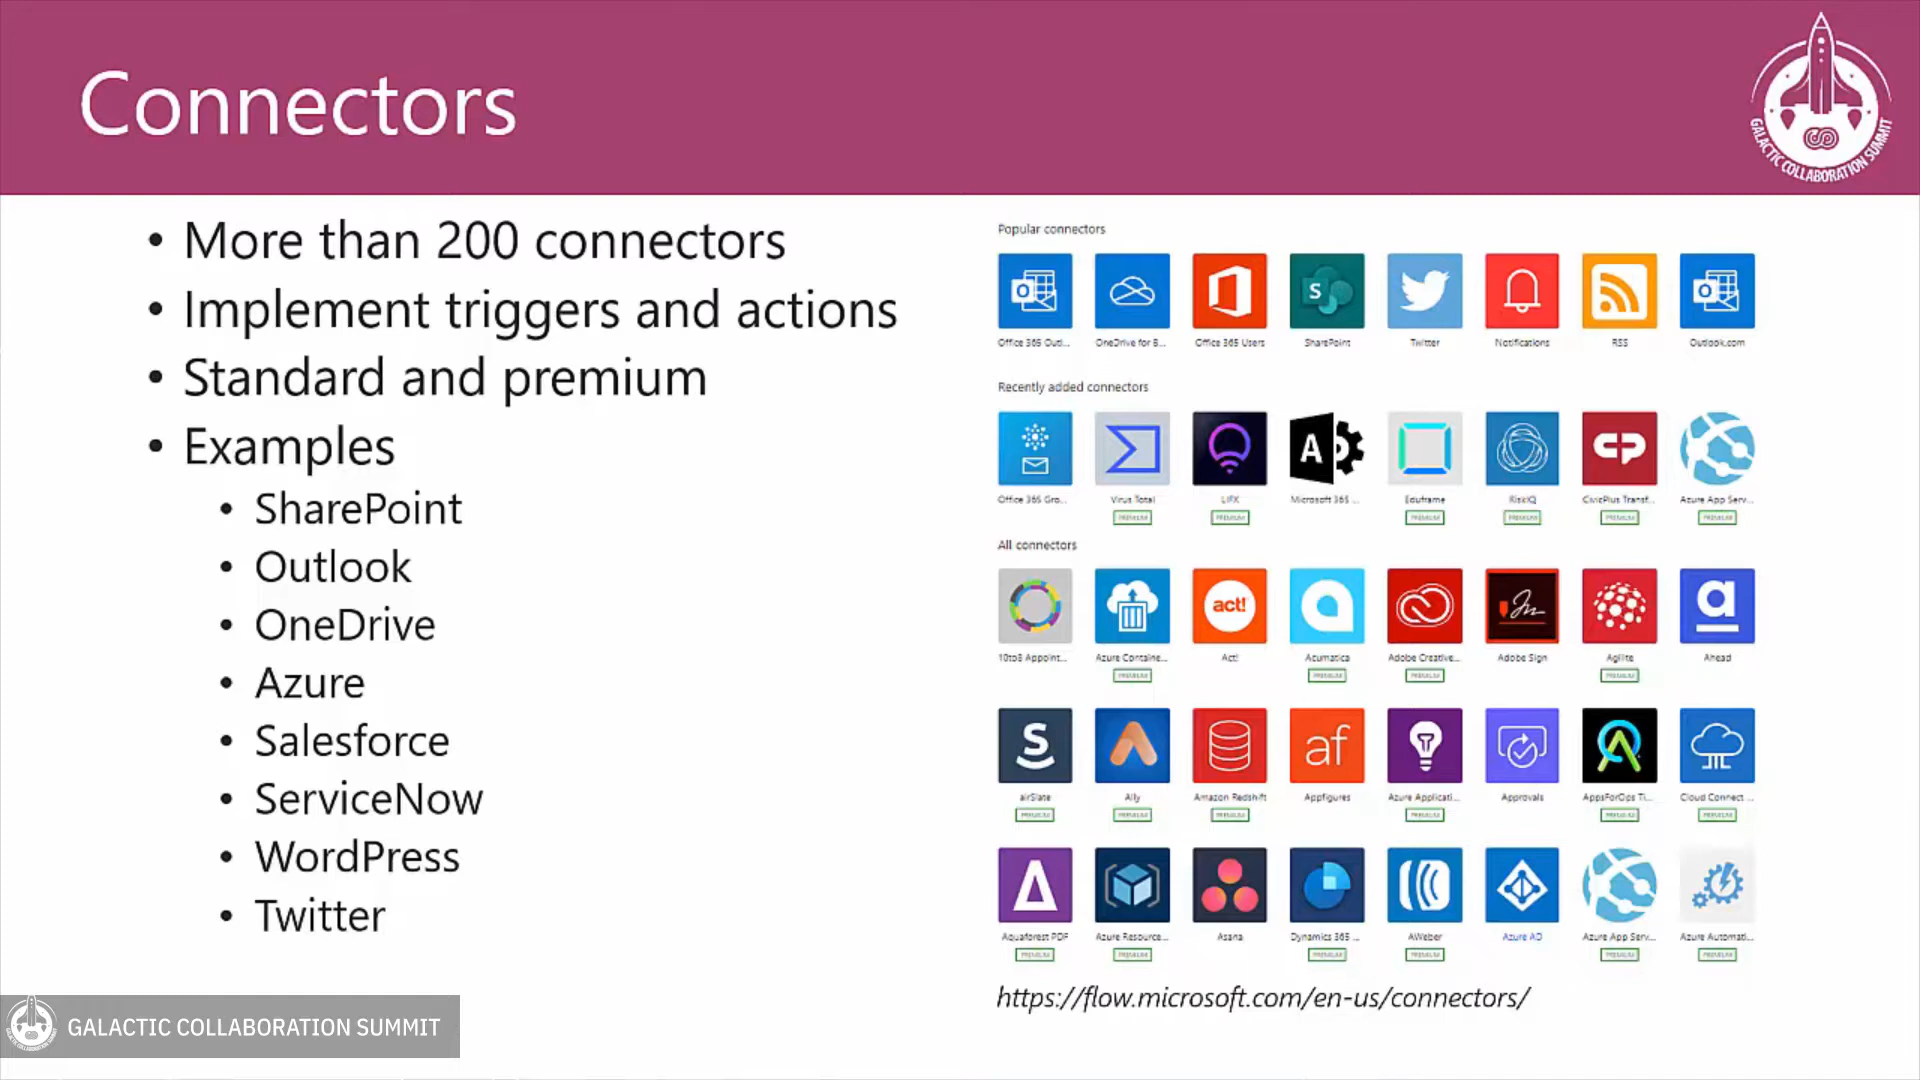 Connectors
GALACTIC COLLABORATION SUMMIT
• More than 200 connectors
• Implement triggers and actions
• Standard and premium
• Examples
• SharePoint
• Outlook
• OneDrive
• Azure
• Salesforce
• ServiceNow
• WordPress
• Twitter
Popular connectors
Office 365 Outl... OneDrive for B... Office 365 Users SharePoint Twitter Notifications RSS Outlook.com
Recently added connectors
Office 365 Gro... Virus Total LIFX Microsoft 365 ... Eduframe RiskIQ CivicPlus Transf... Azure App Serv...
PREMIUM PREMIUM PREMIUM PREMIUM PREMIUM PREMIUM
All connectors
act!
10to8 Appoint... Azure Containe... Act! Acumatica Adobe Creative... Adobe Sign Agilite Ahead
PREMIUM PREMIUM PREMIUM PREMIUM
af
airSlate Ally Amazon Redshift Appfigures Azure Applicati... Approvals AppsForOps Ti... Cloud Connect ...
PREMIUM PREMIUM PREMIUM PREMIUM PREMIUM PREMIUM
Aquaforest PDF Azure Resource... Asana Dynamics 365 ... AWeber Azure AD Azure App Serv... Azure Automati...
PREMIUM PREMIUM PREMIUM PREMIUM PREMIUM PREMIUM
https://flow.microsoft.com/en-us/connectors/
GALACTIC COLLABORATION SUMMIT